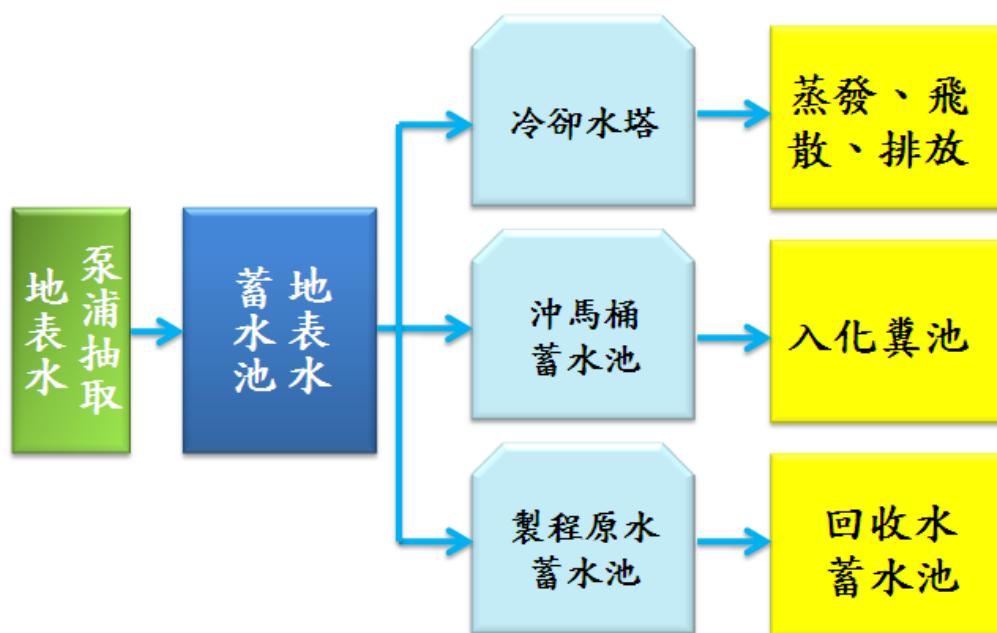 泵浦抽取
地表水
地表水
蓄水池
冷卻水塔
蒸發、飛
散、排放
沖馬桶
蓄水池
入化糞池
製程原水
蓄水池
回收水
蓄水池